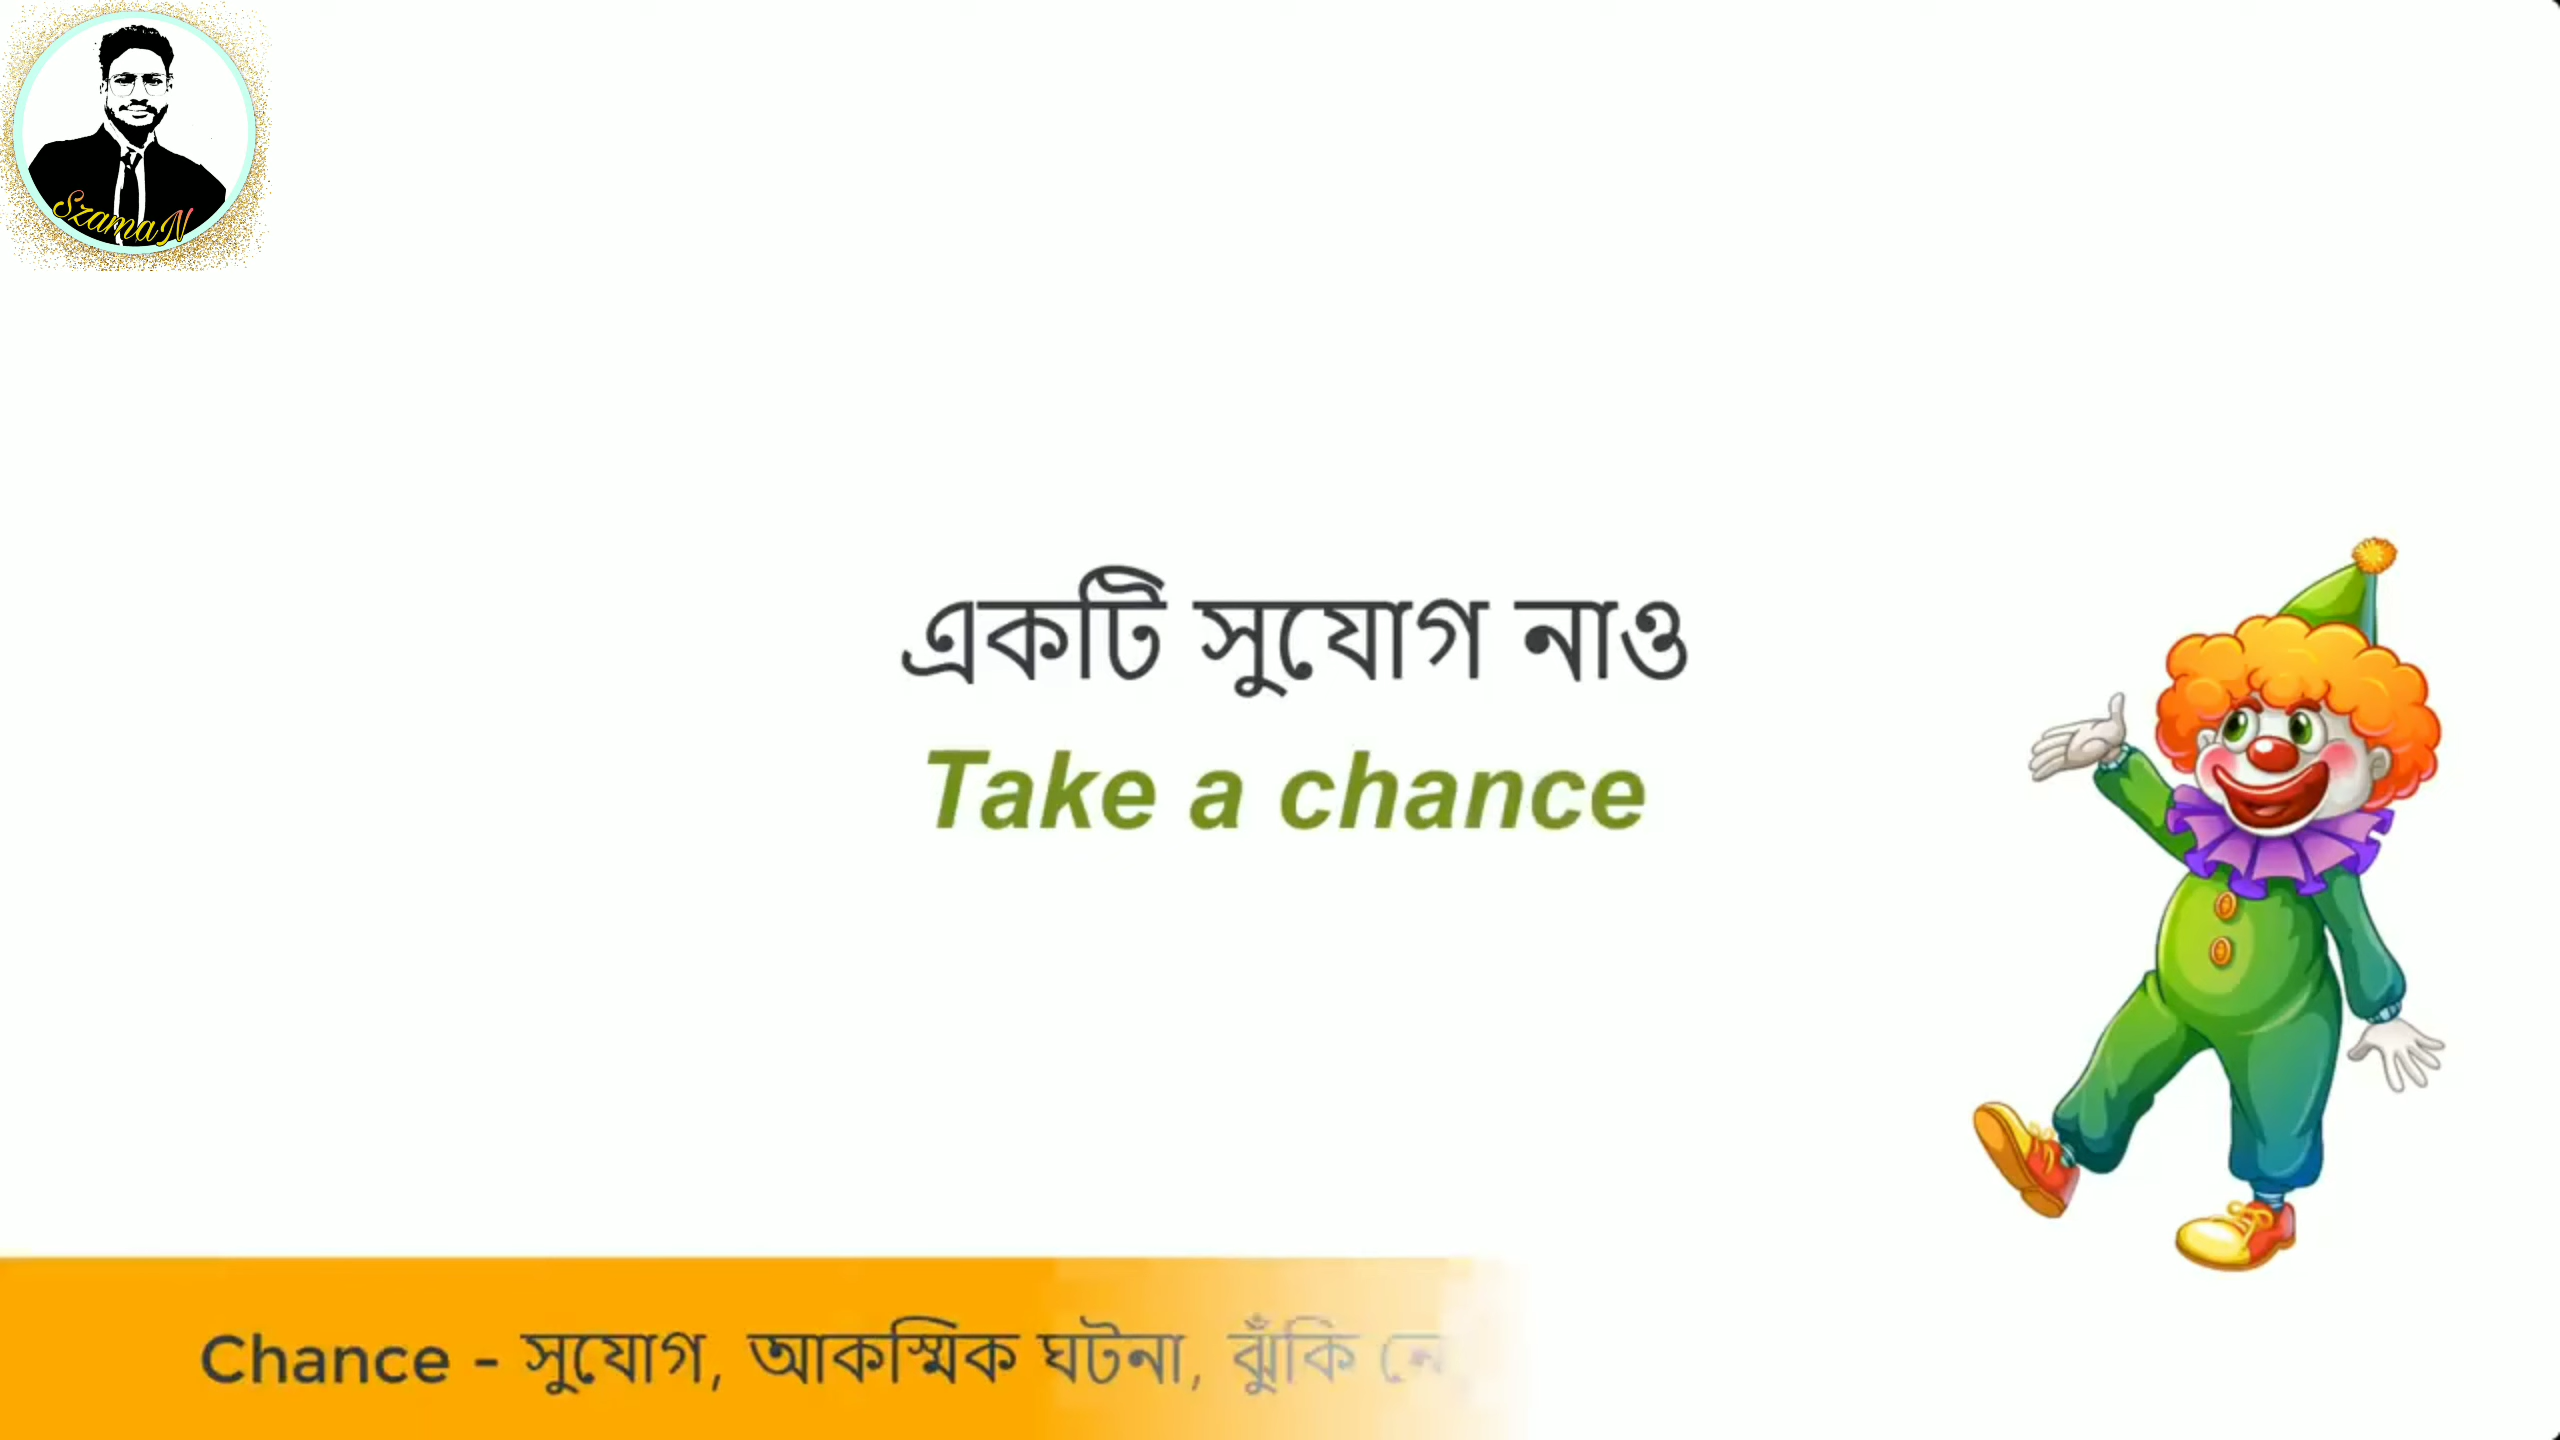 SzamaN
একটি সুযোগ নাও
Take a chance
Chance - সুযোগ, আকস্মিক ঘটনা, ঝুঁকি